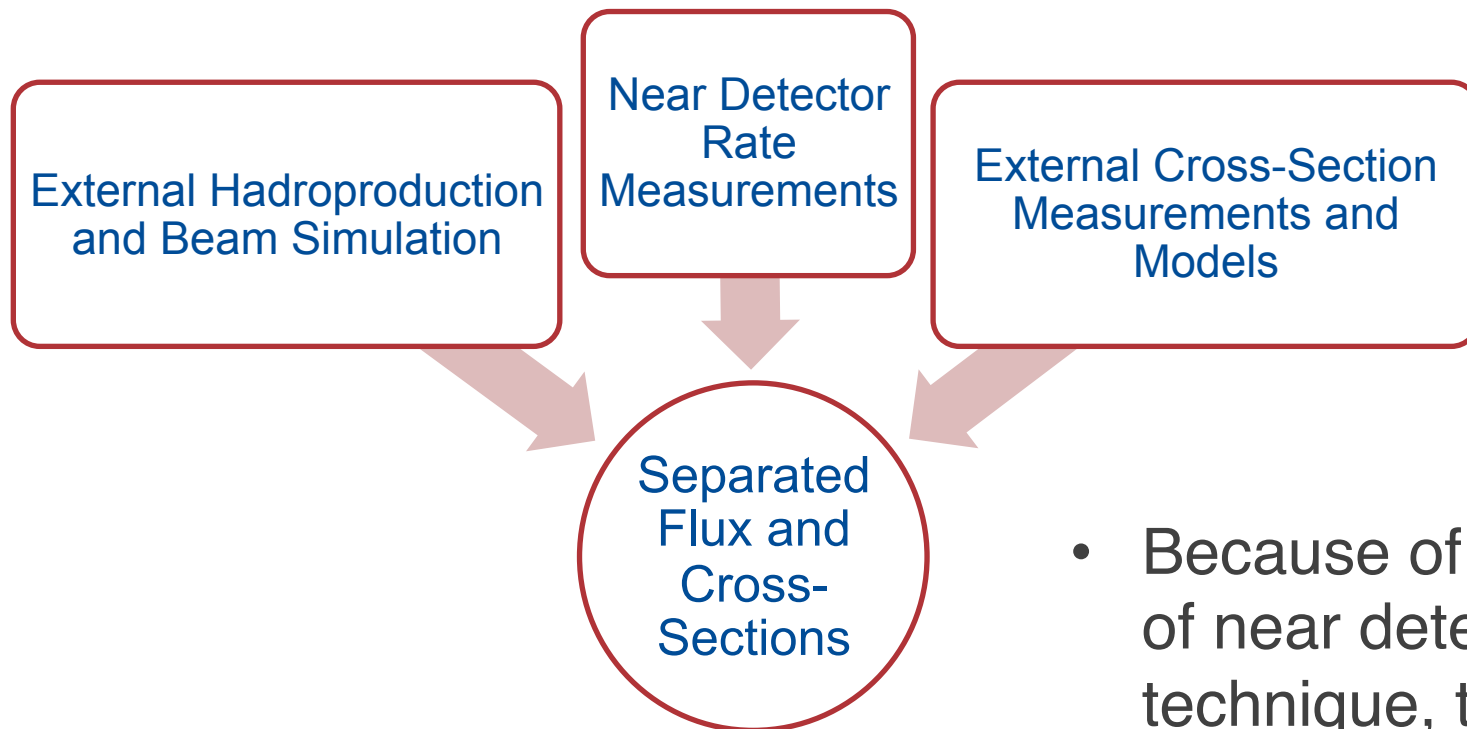 External Hadroproduction
and Beam Simulation
Near Detector
Rate
Measurements
External Cross-Section
Measurements and
Models
Separated
Flux and
Cross-
Sections
• Because of
of near dete
technique, t